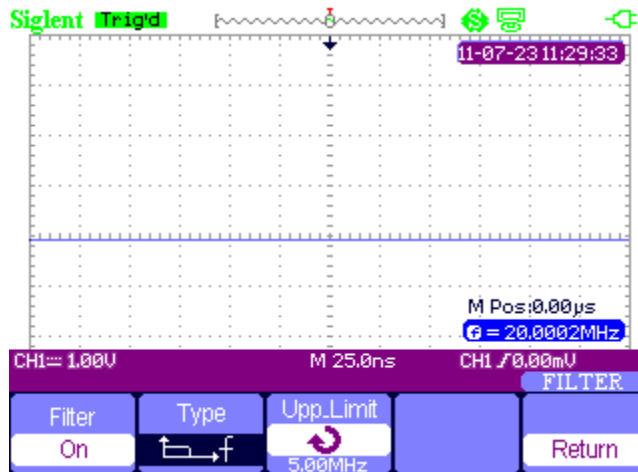 Siglent Trig'd
11-07-23 11:29:33
M Pos:0.00μs
f = 20.0002MHz
CH1 1.00V M 25.0ns CH1 0.00mV
FILTER
Filter Type Upp_Limit
On f 5.00MHz Return